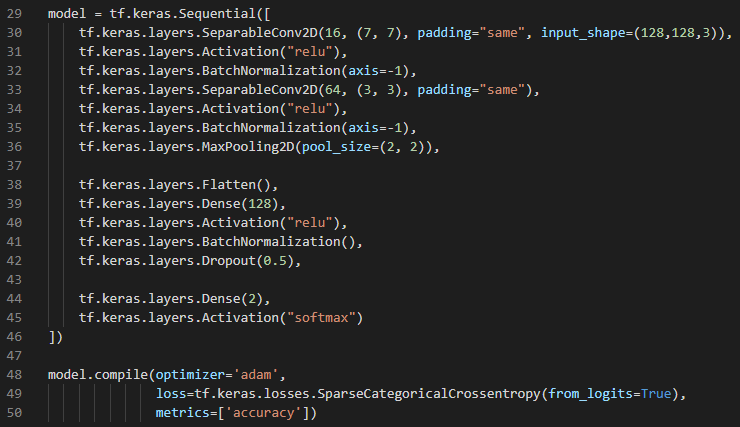 29 model = tf.keras.Sequential([
30     tf.keras.layers.SeparableConv2D(16, (7, 7), padding="same", input_shape=(128,128,3)),
31     tf.keras.layers.Activation("relu"),
32     tf.keras.layers.BatchNormalization(axis=-1),
33     tf.keras.layers.SeparableConv2D(64, (3, 3), padding="same"),
34     tf.keras.layers.Activation("relu"),
35     tf.keras.layers.BatchNormalization(axis=-1),
36     tf.keras.layers.MaxPooling2D(pool_size=(2, 2)),
37
38     tf.keras.layers.Flatten(),
39     tf.keras.layers.Dense(128),
40     tf.keras.layers.Activation("relu"),
41     tf.keras.layers.BatchNormalization(),
42     tf.keras.layers.Dropout(0.5),
43
44     tf.keras.layers.Dense(2),
45     tf.keras.layers.Activation("softmax")
46 ])
47
48 model.compile(optimizer='adam',
49               loss=tf.keras.losses.SparseCategoricalCrossentropy(from_logits=True),
50               metrics=['accuracy'])